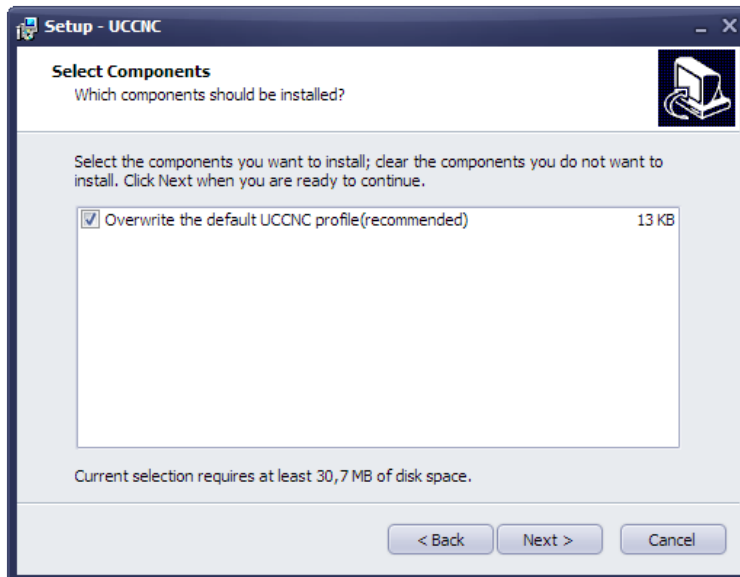 Setup - UCCNC
Select Components
Which components should be installed?
Select the components you want to install; clear the components you do not want to
install. Click Next when you are ready to continue.
Overwrite the default UCCNC profile(recommended) 13 KB
Current selection requires at least 30,7 MB of disk space.
< Back Next > Cancel